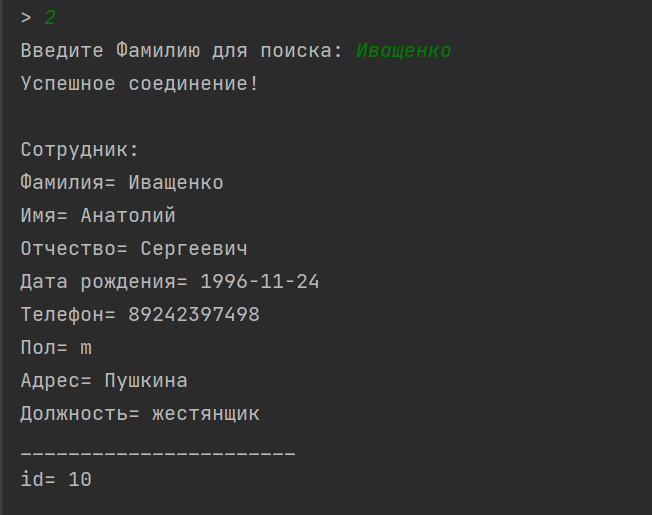 > 2
Введите Фамилию для поиска: Иващенко
Успешное соединение!
Сотрудник:
Фамилия= Иващенко
Имя= Анатолий
Отчество= Сергеевич
Дата рождения= 1996-11-24
Телефон= 89242397498
Пол= m
Адрес= Пушкина
Должность= жестянщик
_______________________
id= 10